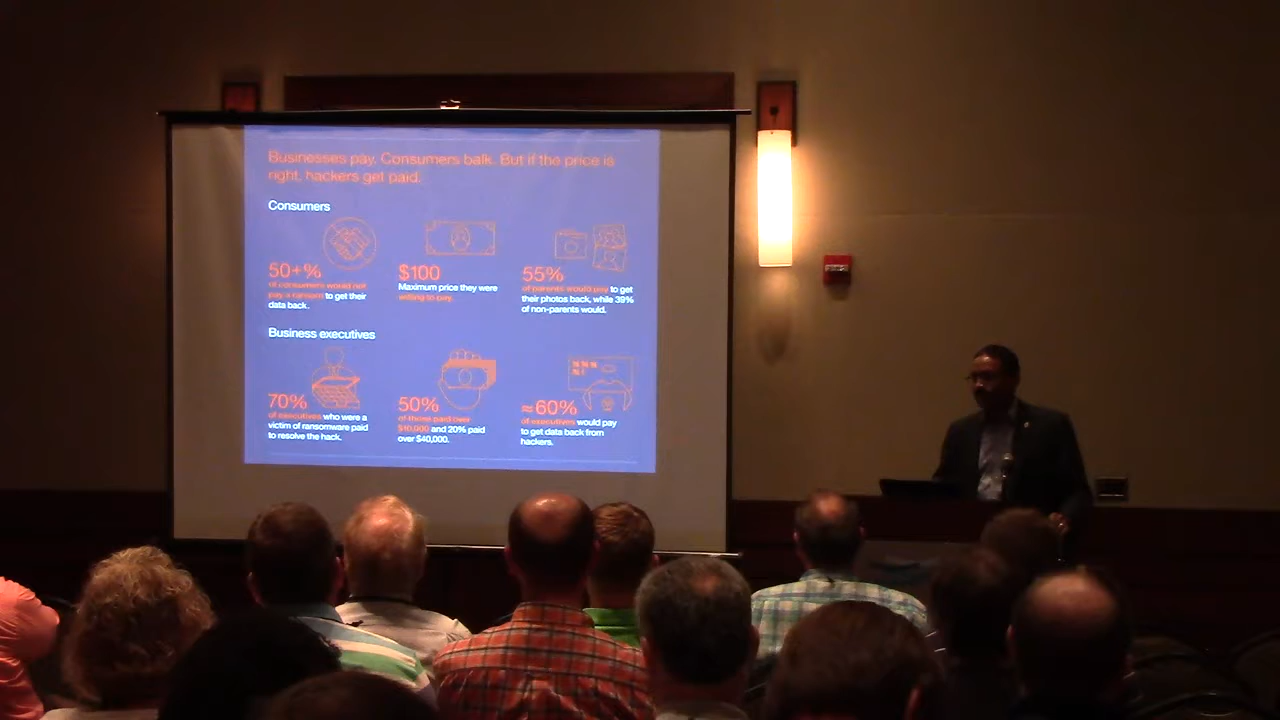 Businesses pay. Consumers balk. But if the price is
right, hackers get paid.
Consumers
50+%
of consumers would not
pay a ransom to get their
data back.
$100
Maximum price they were
willing to pay.
55%
of parents would pay to get
their photos back, while 39%
of non-parents would.
Business executives
70%
of executives who were a
victim of ransomware paid
to resolve the hack.
50%
of those paid over
$10,000 and 20% paid
over $40,000.
≈60%
of executives would pay
to get data back from
hackers.